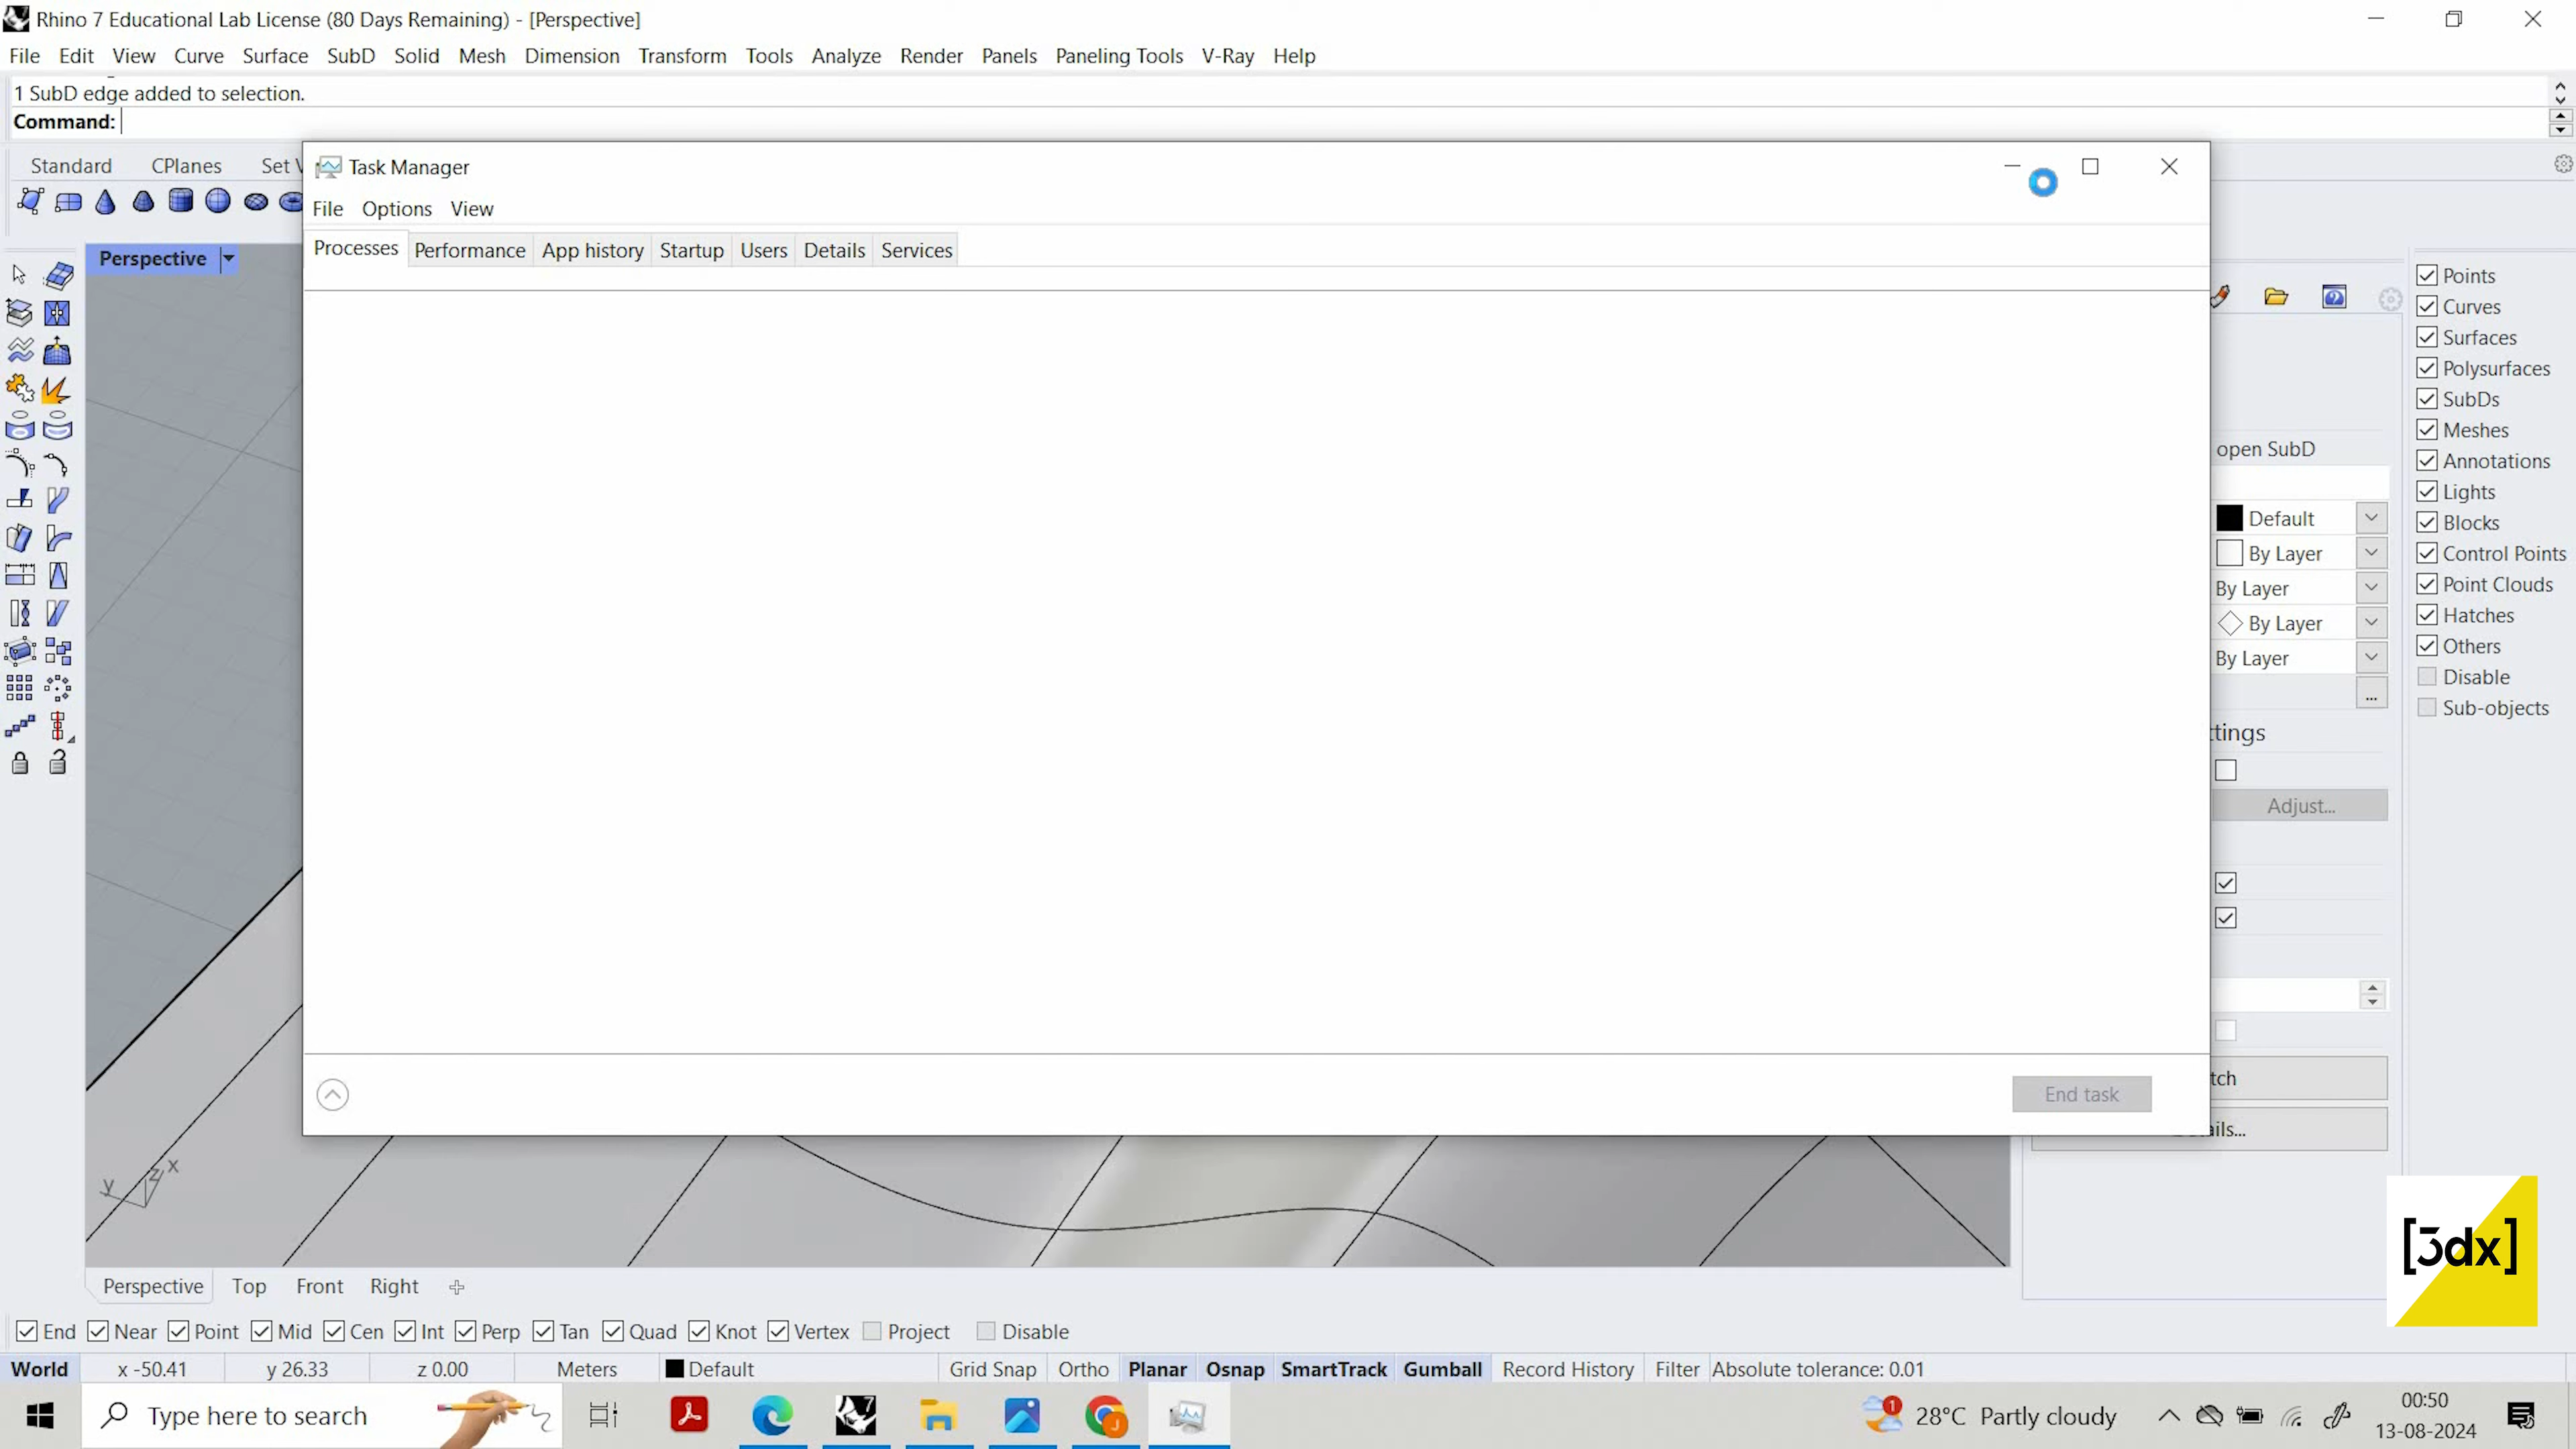 Rhino 7 Educational Lab License (80 Days Remaining) - [Perspective]
File Edit View Curve Surface SubD Solid Mesh Dimension Transform Tools Analyze Render Panels Paneling Tools V-Ray Help
1 SubD edge added to selection.
Command:
Standard CPlanes Set V
Task Manager
File Options View
Processes Performance App history Startup Users Details Services
Perspective
Points
Curves
Surfaces
Polysurfaces
SubDs
Meshes
Annotations
Lights
Blocks
Control Points
Point Clouds
Hatches
Others
Disable
Sub-objects
open SubD
Default
By Layer
By Layer
By Layer
By Layer
...
ttings
Adjust...
tch
ails...
End task
y z x
[3dx]
Perspective Top Front Right
End Near Point Mid Cen Int Perp Tan Quad Knot Vertex Project Disable
World x -50.41 y 26.33 z 0.00 Meters Default Grid Snap Ortho Planar Osnap SmartTrack Gumball Record History Filter Absolute tolerance: 0.01
Type here to search
J
1
28°C Partly cloudy
00:50
13-08-2024